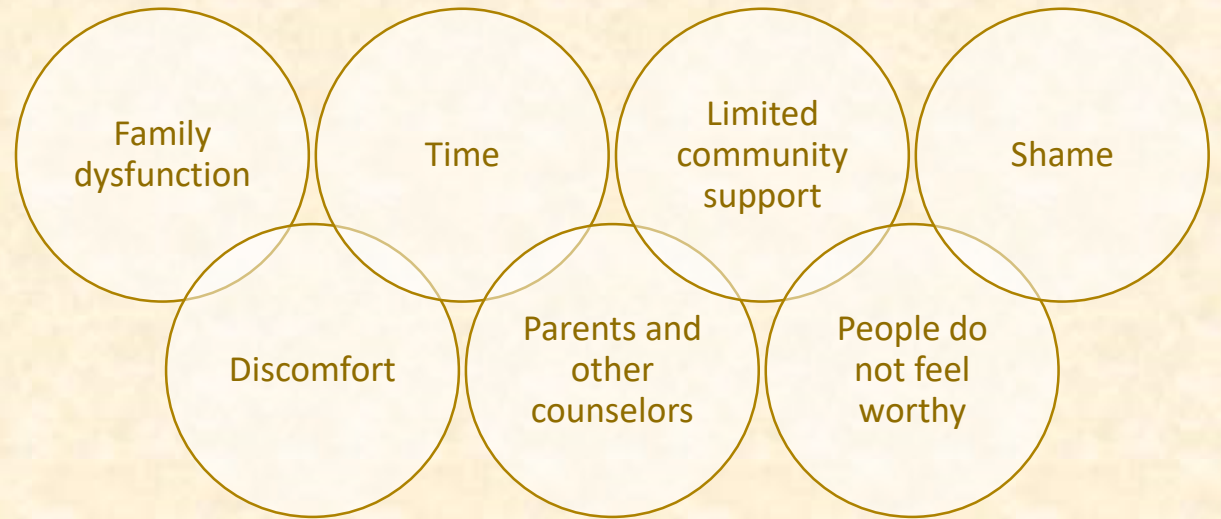 Family
dysfunction
Time
Limited
community
support
Shame
Discomfort
Parents and
other
counselors
People do
not feel
worthy